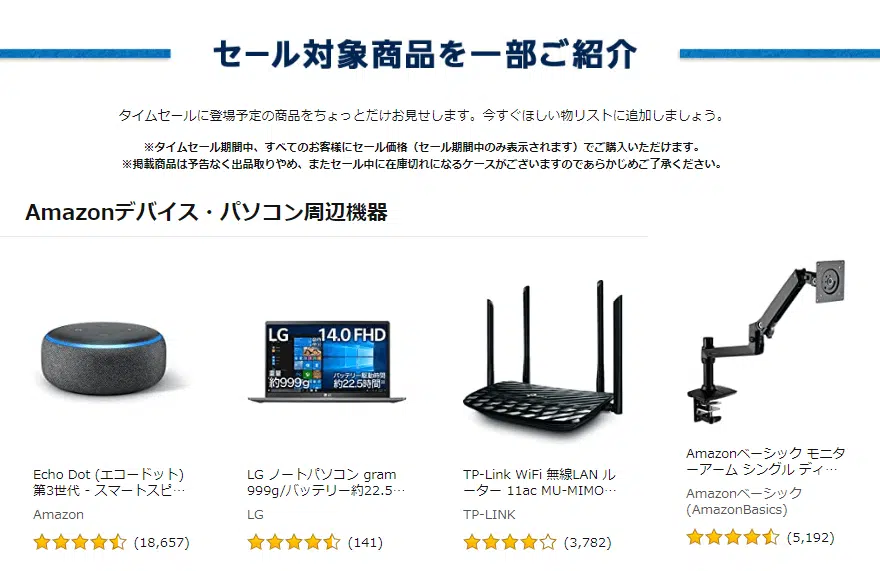 セール対象商品を一部ご紹介
タイムセールに登場予定の商品をちょっとだけお見せします。今すぐほしい物リストに追加しましょう。
※タイムセール期間中、すべてのお客様にセール価格（セール期間中のみ表示されます）でご購入いただけます。
※掲載商品は予告なく出品取りやめ、またセール中に在庫切れになるケースがございますのであらかじめご了承ください。
Amazonデバイス・パソコン周辺機器
LG 14.0 FHD
重量
約999g
バッテリー駆動時間
約22.5時間
Echo Dot (エコードット)
第3世代 - スマートスピ…
Amazon
(18,657)
LG ノートパソコン gram
999g/バッテリー約22.5…
LG
(141)
TP-Link WiFi 無線LAN ル
ーター 11ac MU-MIMO…
TP-LINK
(3,782)
Amazonベーシック モニタ
ーアーム シングル ディ…
Amazonベーシック
(AmazonBasics)
(5,192)